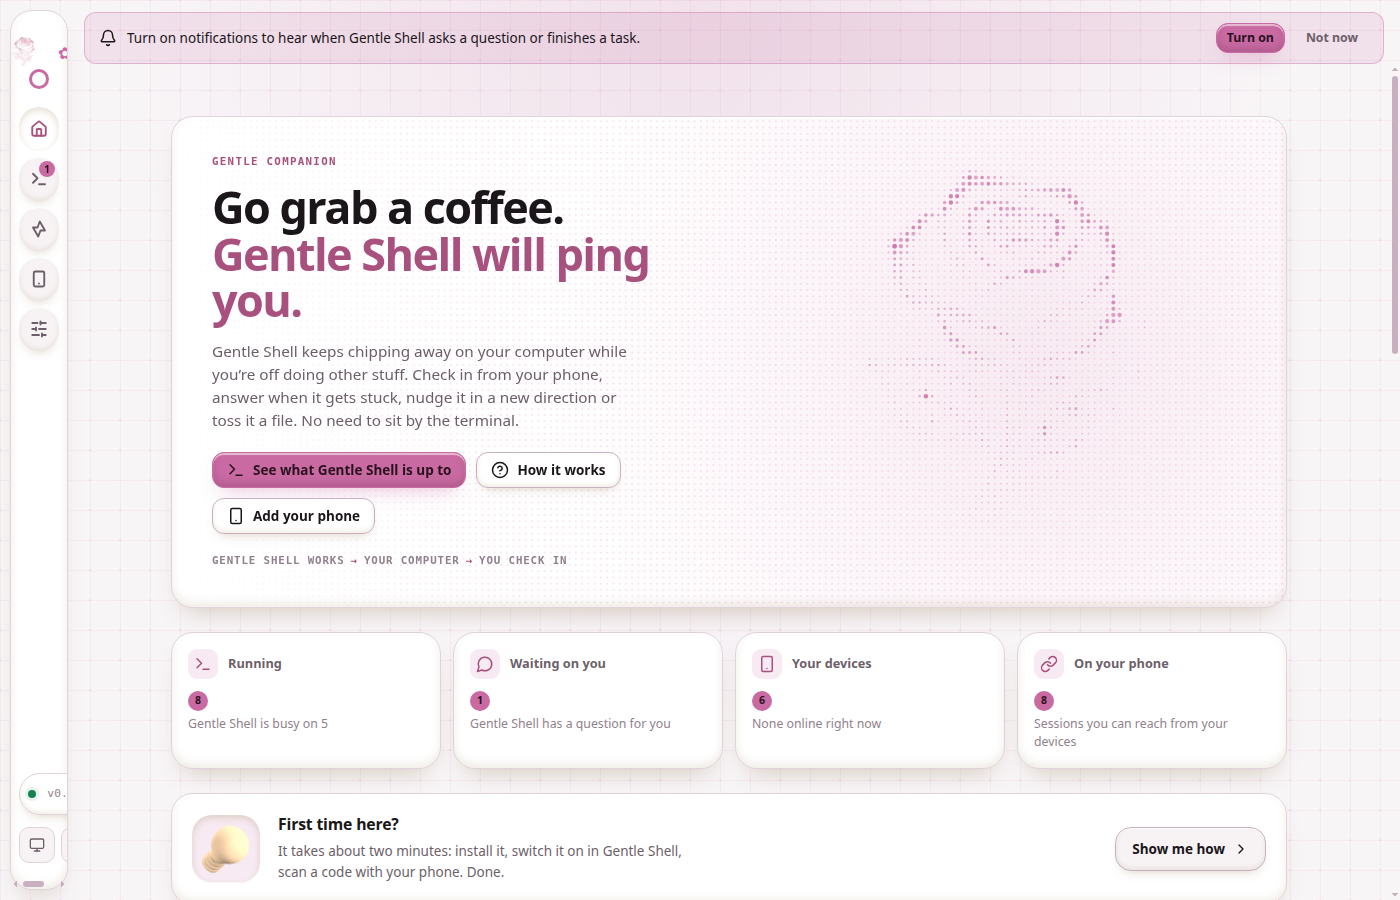 Turn on notifications to hear when Gentle Shell asks a question or finishes a task.
Turn on
Not now
1
GENTLE COMPANION
Go grab a coffee.
Gentle Shell will ping
you.
Gentle Shell keeps chipping away on your computer while
you're off doing other stuff. Check in from your phone,
answer when it gets stuck, nudge it in a new direction or
toss it a file. No need to sit by the terminal.
See what Gentle Shell is up to
How it works
Add your phone
GENTLE SHELL WORKS → YOUR COMPUTER → YOU CHECK IN
Running
8
Gentle Shell is busy on 5
Waiting on you
1
Gentle Shell has a question for you
Your devices
6
None online right now
On your phone
8
Sessions you can reach from your
devices
v0.
First time here?
It takes about two minutes: install it, switch it on in Gentle Shell,
scan a code with your phone. Done.
Show me how